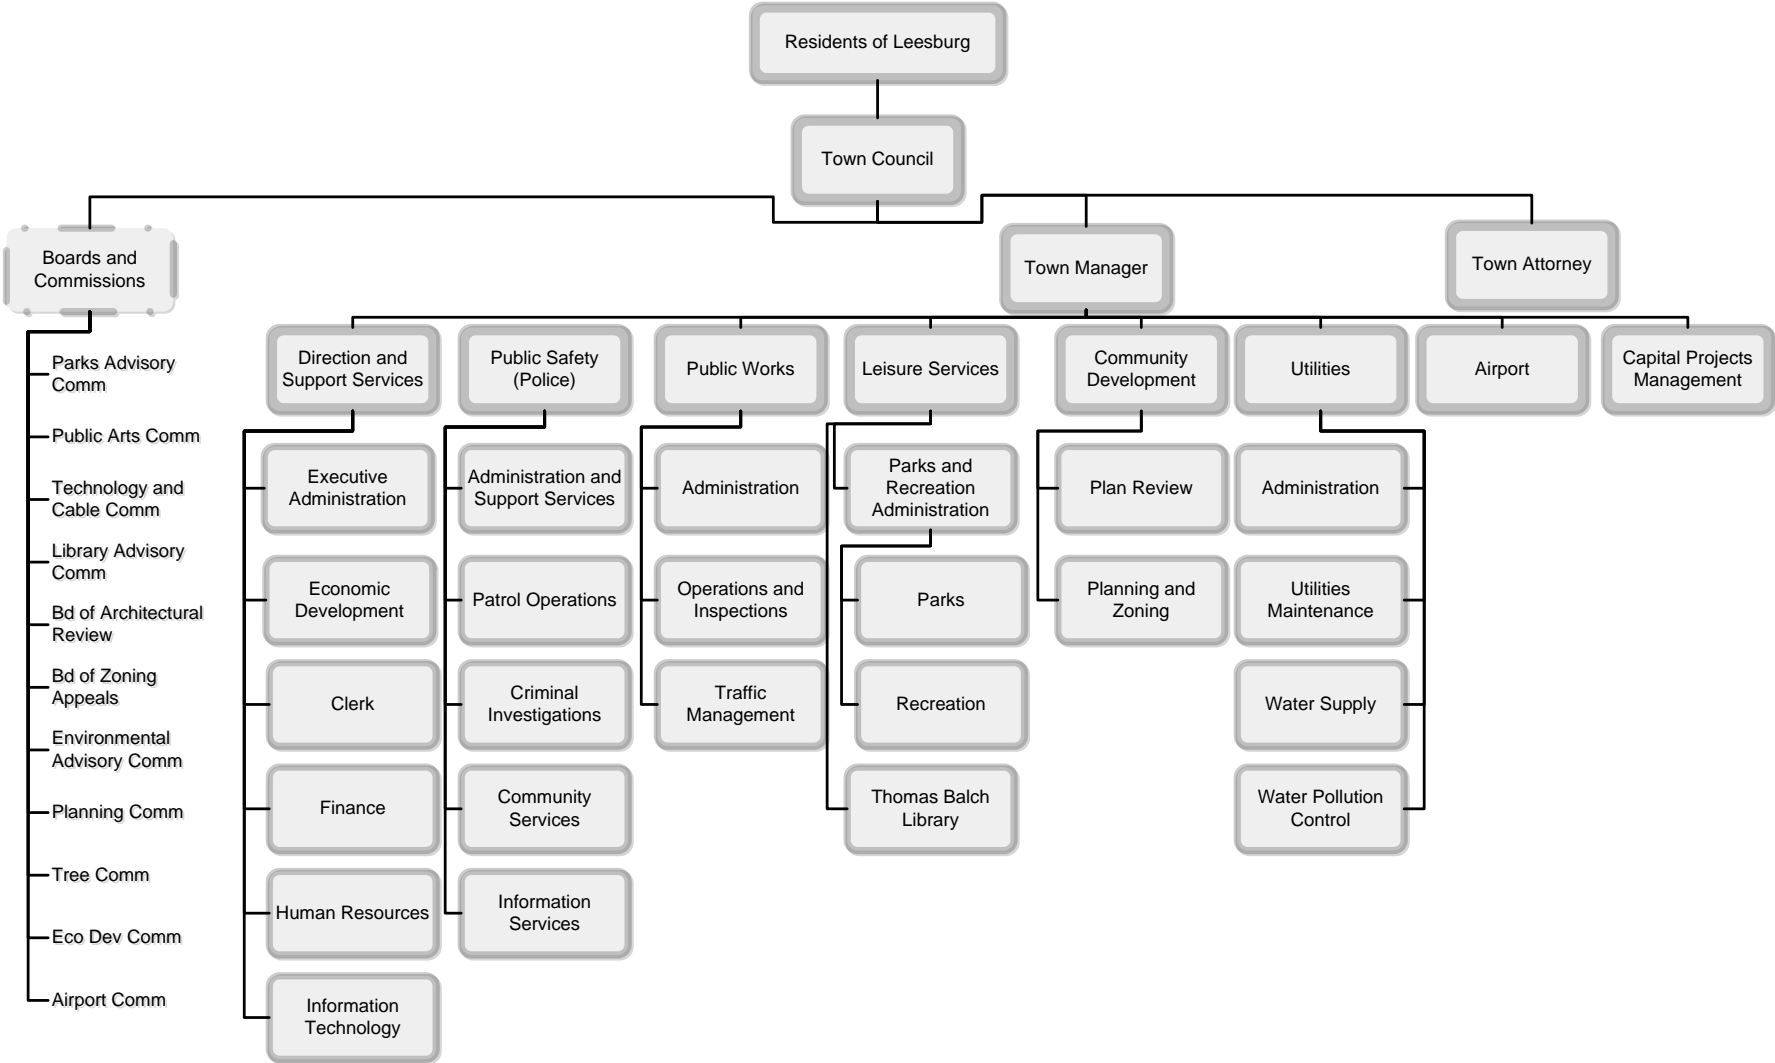 Residents of Leesburg
Town Council
Boards and
Commissions
Town Manager
Town Attorney
Parks Advisory
Comm
Public Arts Comm
Technology and
Cable Comm
Library Advisory
Comm
Bd of Architectural
Review
Bd of Zoning
Appeals
Environmental
Advisory Comm
Planning Comm
Tree Comm
Eco Dev Comm
Airport Comm
Direction and
Support Services
Executive
Administration
Economic
Development
Clerk
Finance
Human Resources
Information
Technology
Public Safety
(Police)
Administration and
Support Services
Patrol Operations
Criminal
Investigations
Community
Services
Information
Services
Public Works
Administration
Operations and
Inspections
Traffic
Management
Leisure Services
Parks and
Recreation
Administration
Parks
Recreation
Thomas Balch
Library
Community
Development
Plan Review
Planning and
Zoning
Utilities
Administration
Utilities
Maintenance
Water Supply
Water Pollution
Control
Airport
Capital Projects
Management